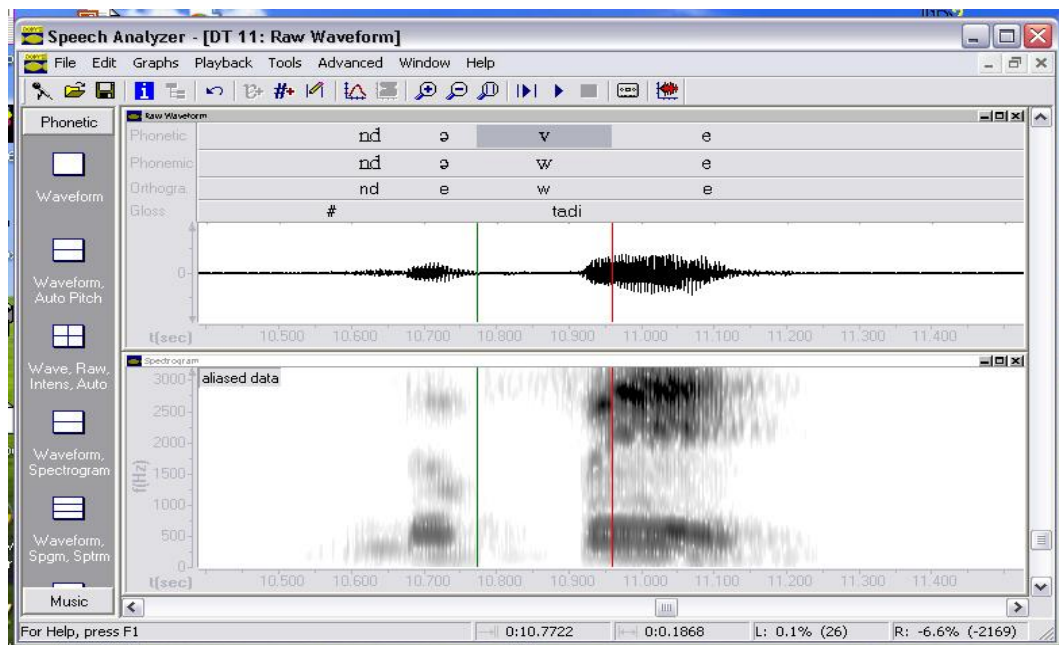 Speech Analyzer - [DT 11: Raw Waveform]
File Edit Graphs Playback Tools Advanced Window Help
Phonetic
Waveform
Waveform, Auto Pitch
Wave, Raw, Intens, Auto
Waveform, Spectrogram
Waveform, Spgm, Sptrm
Music
Raw Waveform
Phonetic nd ə v e
Phonemic nd ə w e
Orthogra. nd e w e
Gloss # tadi
0
t(sec) 10.500 10.600 10.700 10.800 10.900 11.000 11.100 11.200 11.300 11.400
Spectrogram
aliased data
f(Hz)
3000
2500
2000
1500
1000
500
0
t(sec) 10.500 10.600 10.700 10.800 10.900 11.000 11.100 11.200 11.300 11.400
For Help, press F1 0:10.7722 0:0.1868 L: 0.1% (26) R: -6.6% (-2169)